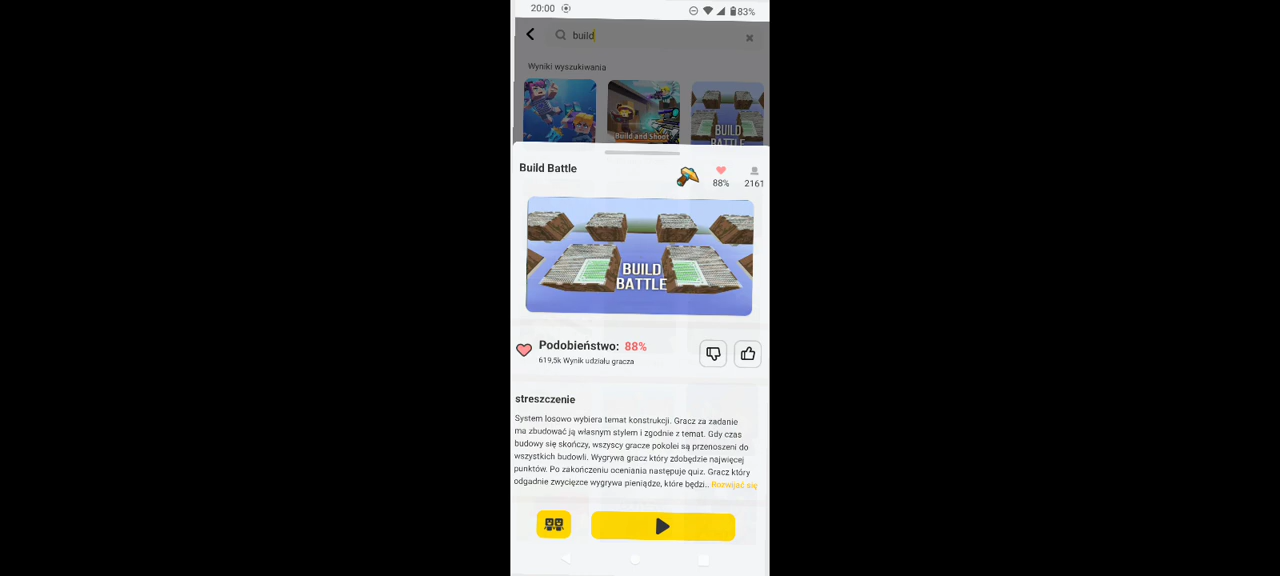 20:00
83%
build
Wyniki wyszukiwania
Build and Shoot
BUILD
BATTLE
Build Battle
88%
2161
BUILD
BATTLE
Podobieństwo: 88%
619,5k Wynik udziału gracza
streszczenie
System losowo wybiera temat konstrukcji. Gracz za zadanie
ma zbudować ją własnym stylem i zgodnie z temat. Gdy czas
budowy się skończy, wszyscy gracze pokolei są przenoszeni do
wszystkich budowli. Wygrywa gracz który zdobędzie najwięcej
punktów. Po zakończeniu oceniania następuje quiz. Gracz który
odgadnie zwycięzce wygrywa pieniądze, które będzi.. Rozwijać się